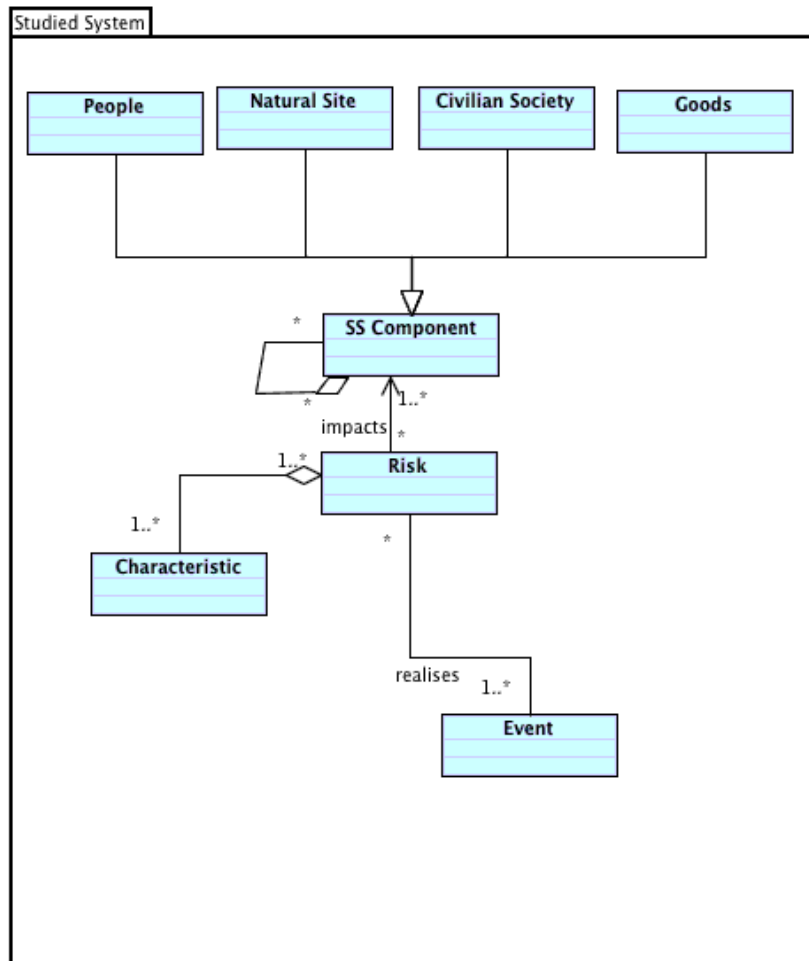 Studied System
People
Natural Site
Civilian Society
Goods
*
SS Component
*
1..*
impacts
*
1..*
Risk
1..*
*
Characteristic
realises
1..*
Event